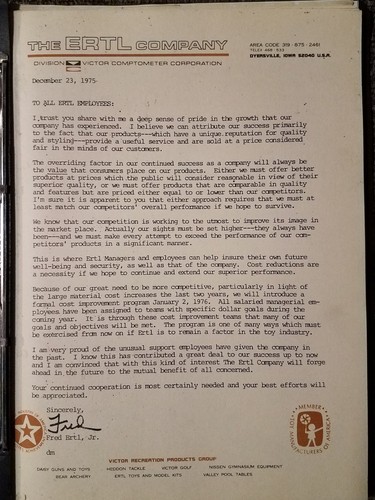 THE ERTL COMPANY
DIVISION VICTOR COMPTOMETER CORPORATION
AREA CODE 319 - 875 - 2481
DYERSVILLE, IOWA 52040 U.S.A.
December 23, 1975
TO ALL ERTL EMPLOYEES:
I trust you share with me a deep sense of pride in the growth that our
company has experienced. I believe we can attribute our success primarily
to the fact that our products---which have a unique reputation for quality
and styling---provide a useful service and are sold at a price considered
fair in the minds of our customers.
The overriding factor in our continued success as a company will always be
the value that consumers place on our products. Either we must offer better
products at prices which the public will consider reasonable in view of their
superior quality, or we must offer products that are comparable in quality
and features but are priced either equal to or lower than our competitors.
I'm sure it is apparent to you that either approach requires that we must at
least match our competitors' overall performance if we hope to survive.
We know that our competition is working to the utmost to improve its image in
the market place. Actually our sights must be set higher---they always have
been---and we must make every attempt to exceed the performance of our com-
petitors' products in a significant manner.
This is where Ertl Managers and employees can help insure their own future
well-being and security, as well as that of the company. Cost reductions are
a necessity if we hope to continue and extend our superior performance.
Because of our great need to be more competitive, particularly in light of
the large material cost increases the last two years, we will introduce a
formal cost improvement program January 2, 1976. All salaried managerial em-
ployees have been assigned to teams with specific dollar goals during the
coming year. It is through these cost improvement teams that many of our
goals and objectives will be met. The program is one of many ways which must
be exercised from now on if Ertl is to remain a factor in the toy industry.
I am very proud of the unusual support employees have given the company in
the past. I know this has contributed a great deal to our success up to now
and I am convinced that with this kind of interest The Ertl Company will forge
ahead in the future to the mutual benefit of all concerned.
Your continued cooperation is most certainly needed and your best efforts will
be appreciated.
Sincerely,
Fred
Fred Ertl, Jr.
dm
MEMBER
TOY MANUFACTURERS OF AMERICA
VICTOR RECREATION PRODUCTS GROUP
DAISY GUNS AND TOYS HEDDON TACKLE VICTOR GOLF NISSEN GYMNASIUM EQUIPMENT
BEAR ARCHERY ERTL TOYS AND MODEL KITS VALLEY POOL TABLES